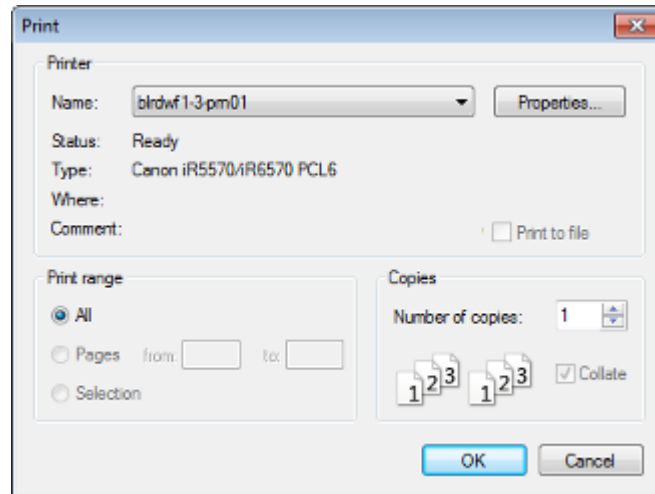 Print
Printer
Name: blrdwf1-3-prn01 Properties...
Status: Ready
Type: Canon iR5570/iR6570 PCL6
Where:
Comment: Print to file
Print range
All
Pages from: to:
Selection
Copies
Number of copies: 1
1 2 3 1 2 3
Collate
OK Cancel